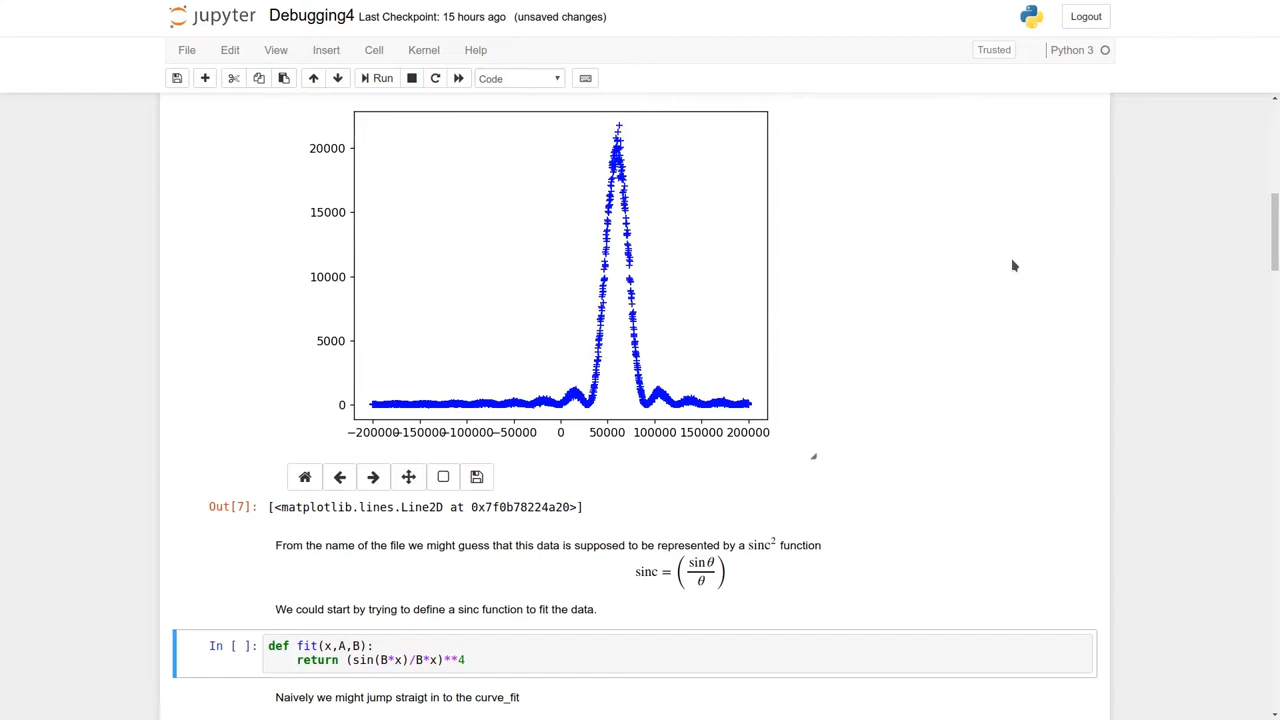 jupyter Debugging4 Last Checkpoint: 15 hours ago (unsaved changes) Logout
File Edit View Insert Cell Kernel Help Trusted Python 3
Run Code
20000
15000
10000
5000
0
−200000 −150000 −100000 −50000 0 50000 100000 150000 200000
Out[7]: [<matplotlib.lines.Line2D at 0x7f0b78224a20>]
From the name of the file we might guess that this data is supposed to be represented by a sinc² function
sinc = (sin θ / θ)
We could start by trying to define a sinc function to fit the data.
In [ ]: def fit(x,A,B):
return (sin(B*x)/B*x)**4
Naively we might jump straigt in to the curve_fit